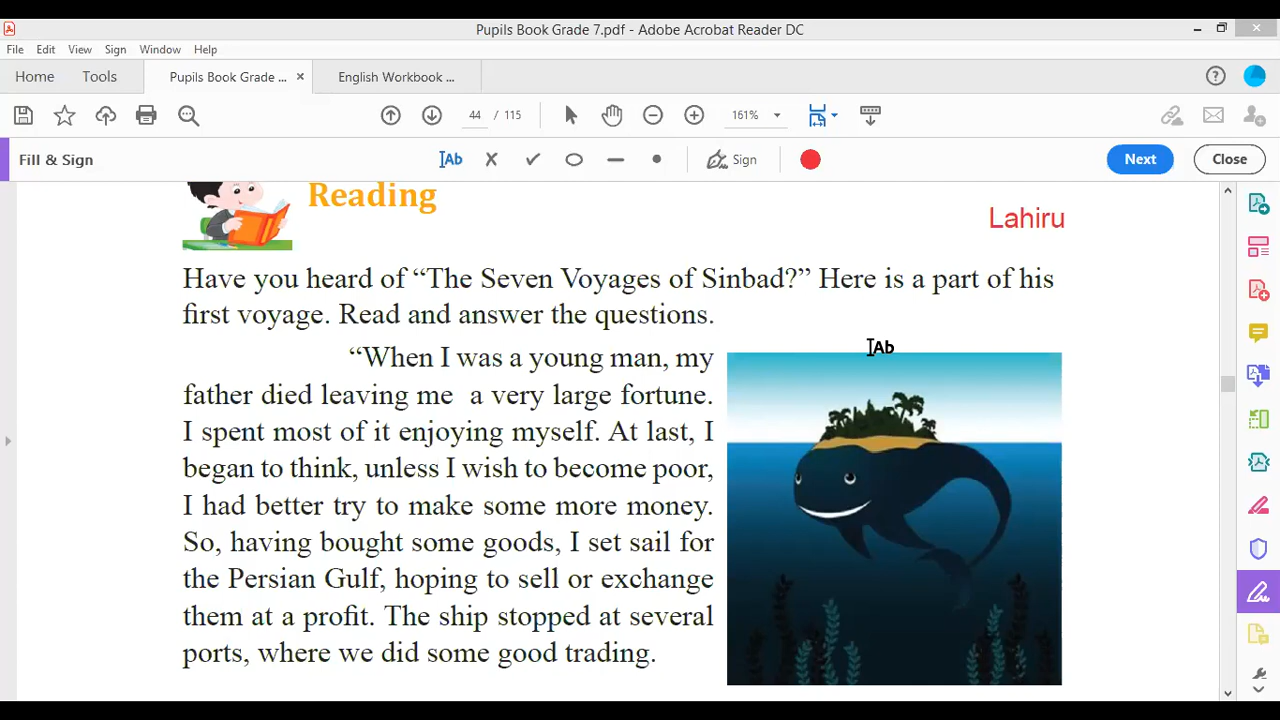 Pupils Book Grade 7.pdf - Adobe Acrobat Reader DC
File Edit View Sign Window Help
Home Tools Pupils Book Grade ... × English Workbook ...
44 / 115 161%
Fill & Sign Ab Sign Next Close
Reading
Lahiru
Have you heard of “The Seven Voyages of Sinbad?” Here is a part of his
first voyage. Read and answer the questions.
Ab
“When I was a young man, my
father died leaving me a very large fortune.
I spent most of it enjoying myself. At last, I
began to think, unless I wish to become poor,
I had better try to make some more money.
So, having bought some goods, I set sail for
the Persian Gulf, hoping to sell or exchange
them at a profit. The ship stopped at several
ports, where we did some good trading.